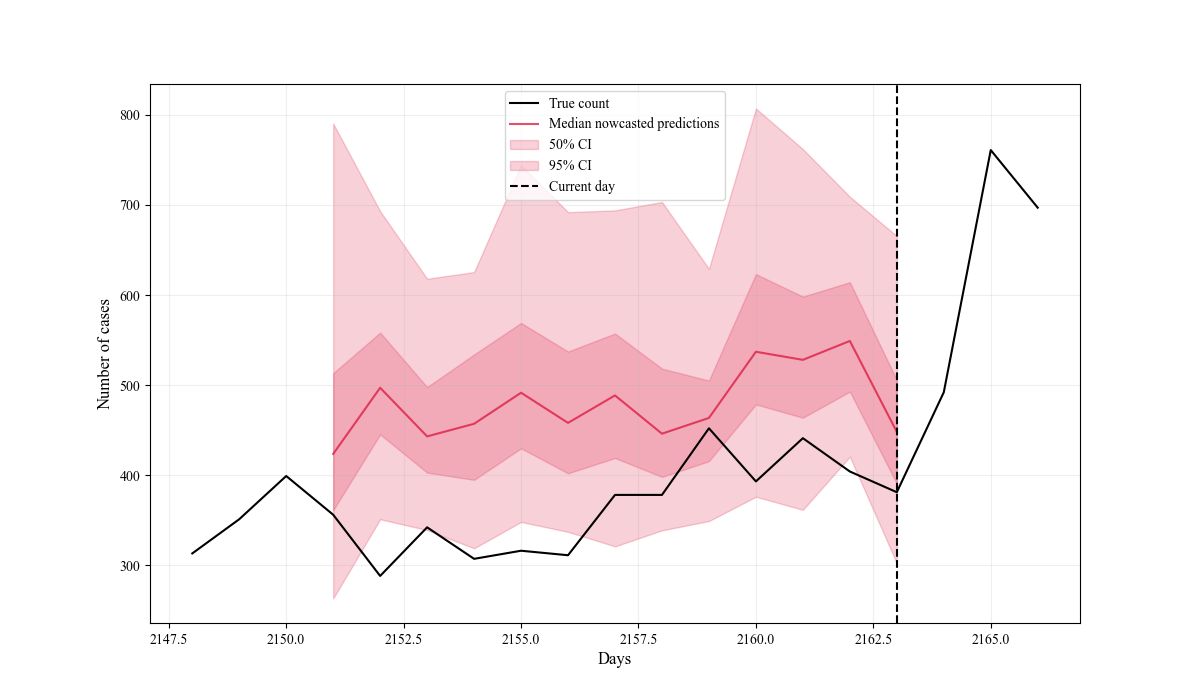 True count
Median nowcasted predictions
50% CI
95% CI
Current day
Number of cases
800
700
600
500
400
300
2147.5 2150.0 2152.5 2155.0 2157.5 2160.0 2162.5 2165.0
Days